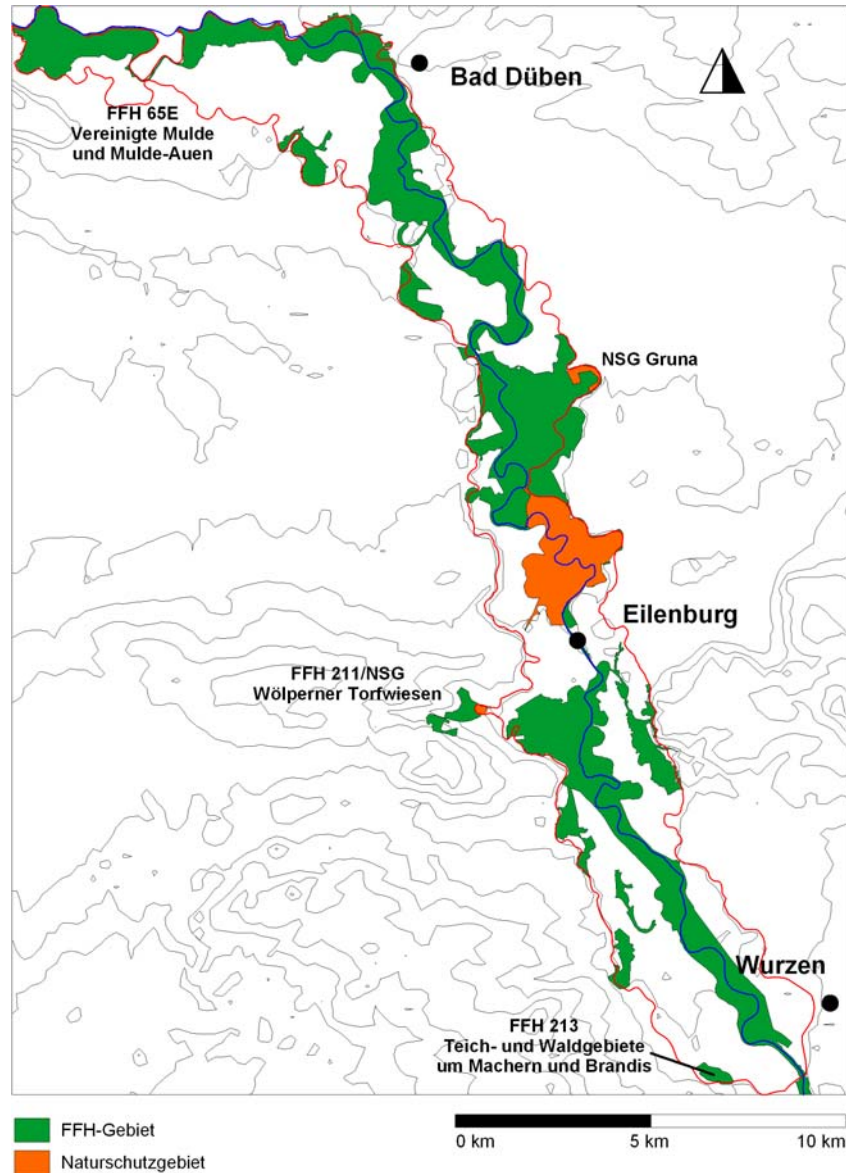 Bad Düben
FFH 65E
Vereinigte Mulde
und Mulde-Auen
NSG Gruna
Eilenburg
FFH 211/NSG
Wölperner Torfwiesen
Wurzen
FFH 213
Teich- und Waldgebiete
um Machern und Brandis
FFH-Gebiet
Naturschutzgebiet
0 km 5 km 10 km